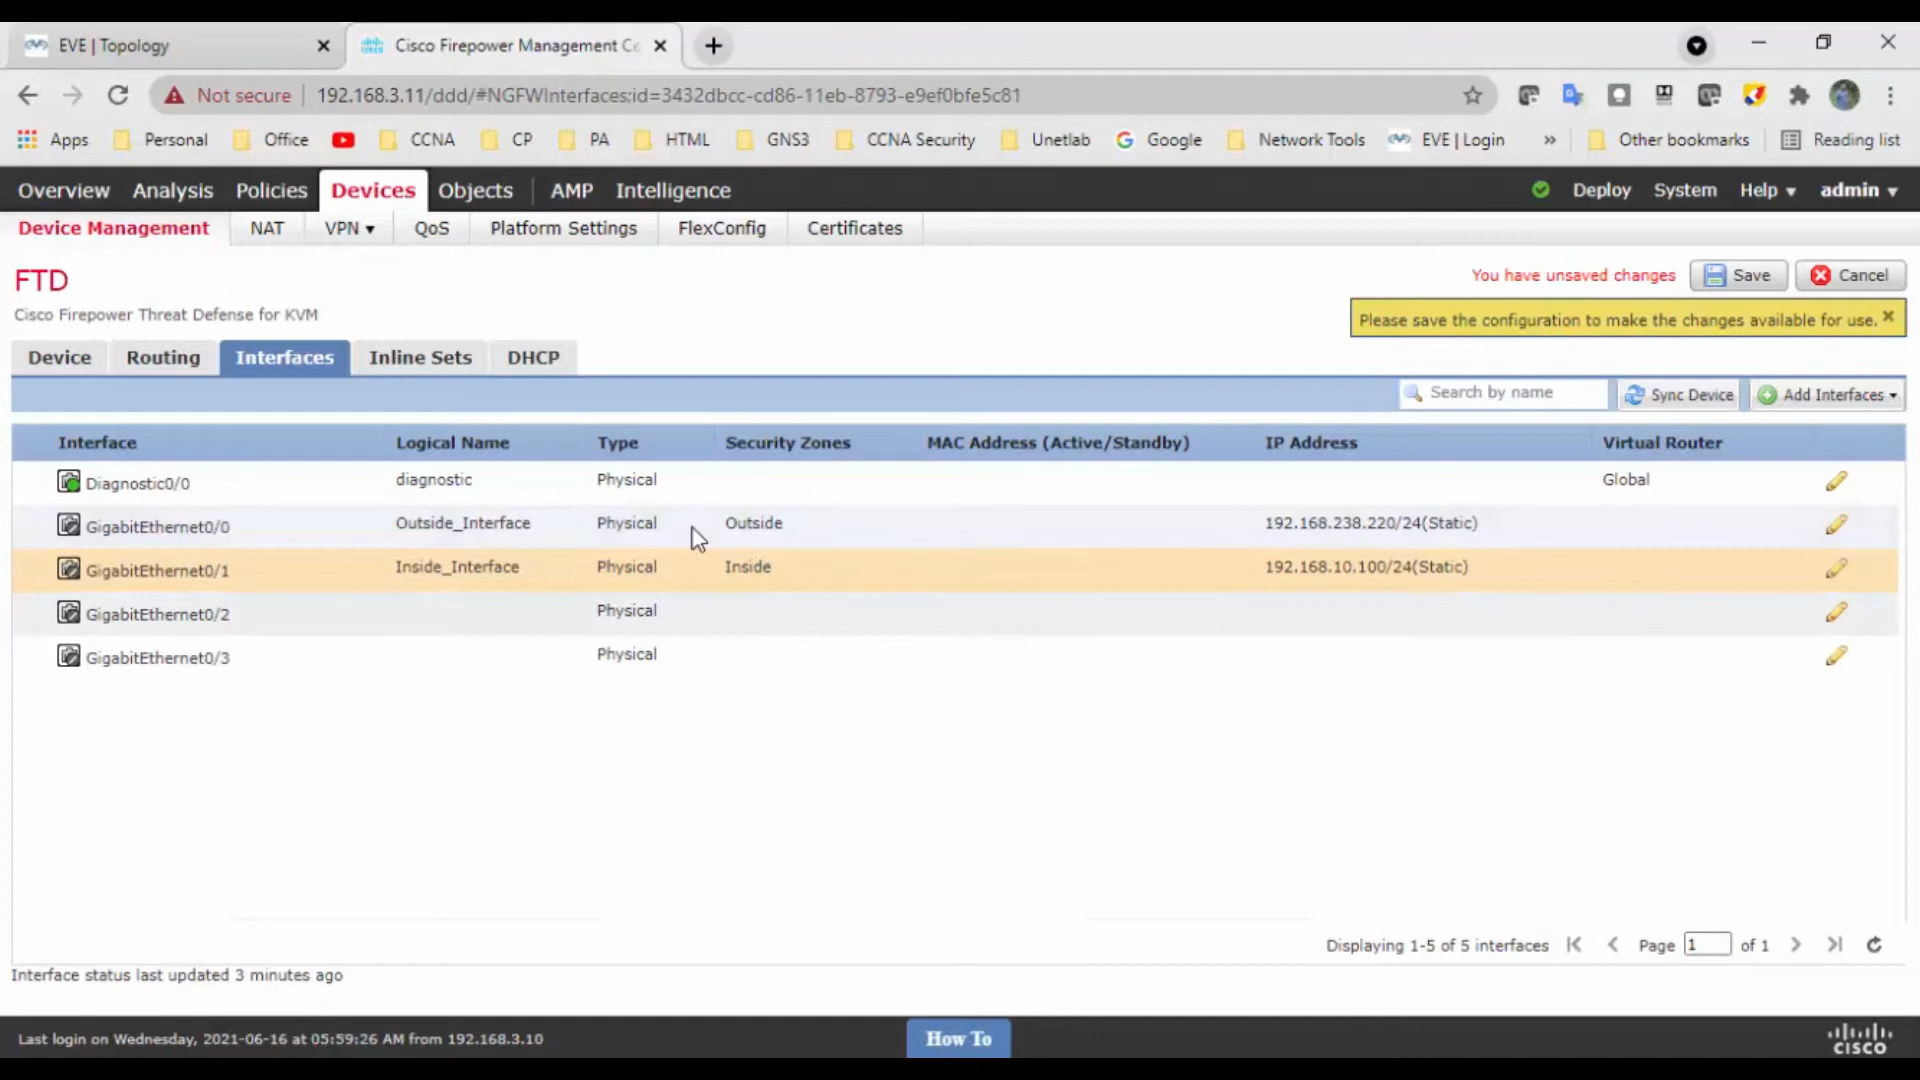 EVE | Topology
Cisco Firepower Management Ce
Not secure 192.168.3.11/ddd/#NGFWInterfaces;id=3432dbcc-cd86-11eb-8793-e9ef0bfe5c81
Apps Personal Office CCNA CP PA HTML GNS3 CCNA Security Unetlab Google Network Tools EVE | Login » Other bookmarks Reading list
Overview Analysis Policies Devices Objects AMP Intelligence Deploy System Help admin
Device Management NAT VPN QoS Platform Settings FlexConfig Certificates
FTD
You have unsaved changes Save Cancel
Cisco Firepower Threat Defense for KVM
Please save the configuration to make the changes available for use.
Device Routing Interfaces Inline Sets DHCP
Search by name Sync Device Add Interfaces
Interface Logical Name Type Security Zones MAC Address (Active/Standby) IP Address Virtual Router
Diagnostic0/0 diagnostic Physical Global
GigabitEthernet0/0 Outside_Interface Physical Outside 192.168.238.220/24(Static)
GigabitEthernet0/1 Inside_Interface Physical Inside 192.168.10.100/24(Static)
GigabitEthernet0/2 Physical
GigabitEthernet0/3 Physical
Displaying 1-5 of 5 interfaces Page 1 of 1
Interface status last updated 3 minutes ago
Last login on Wednesday, 2021-06-16 at 05:59:26 AM from 192.168.3.10
How To
CISCO